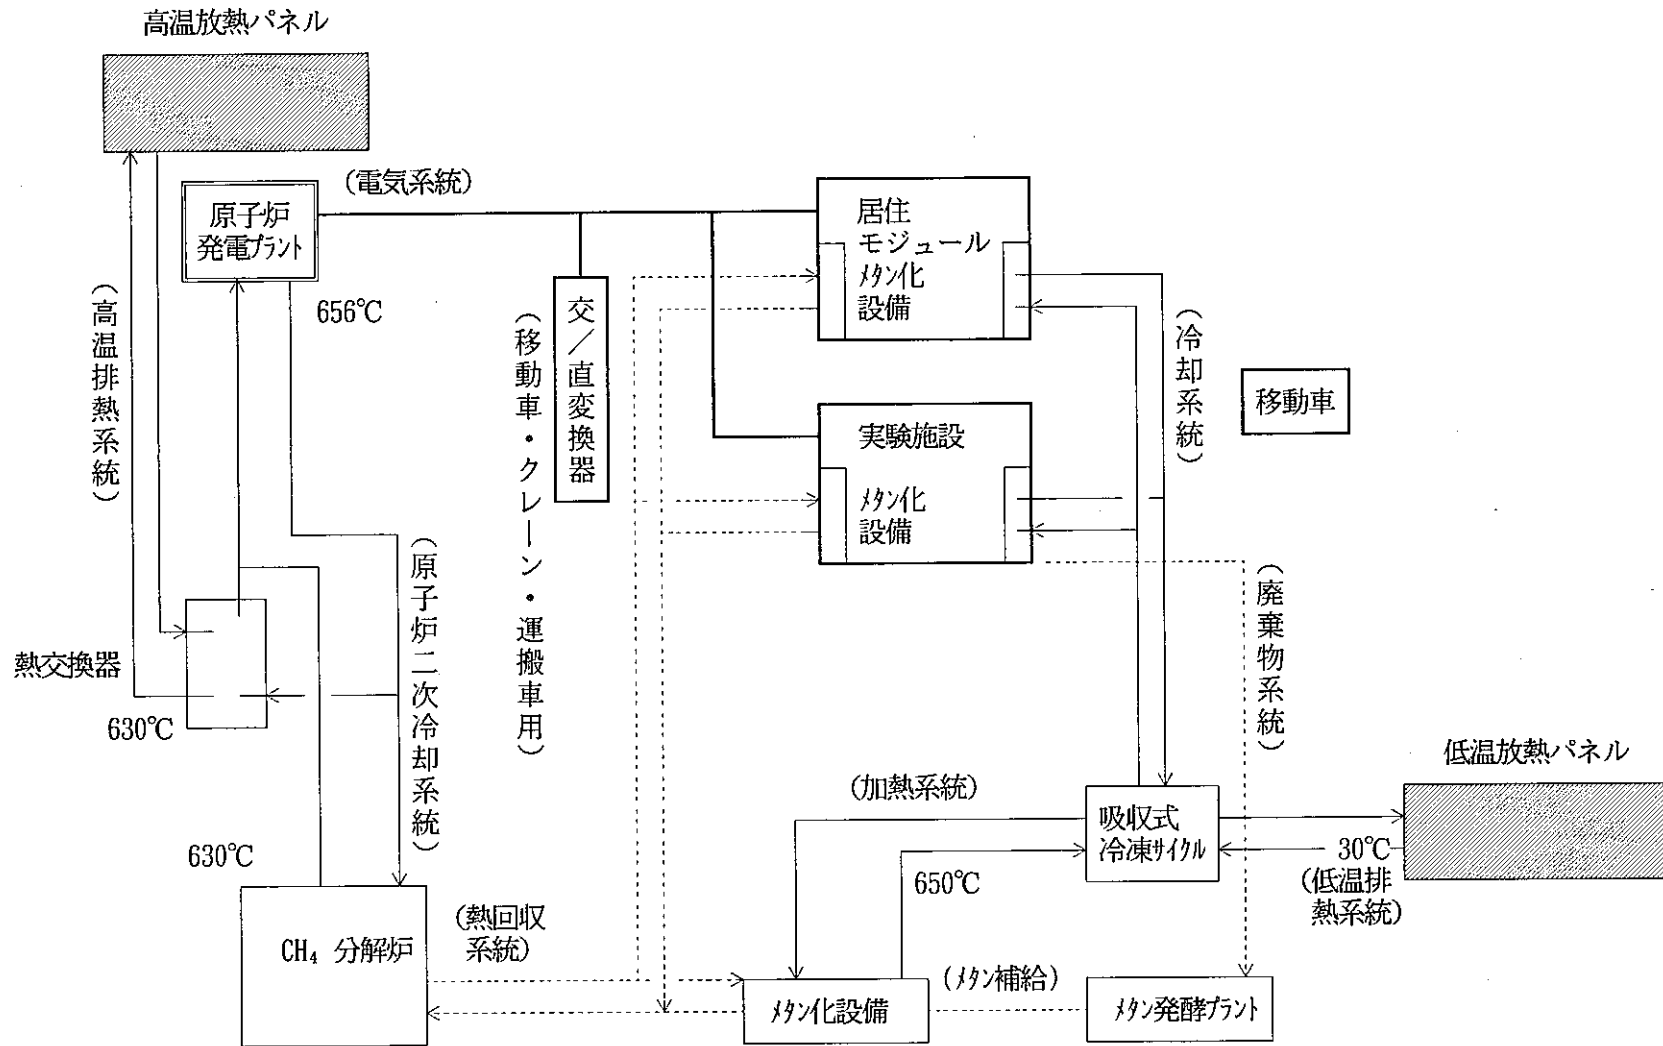 高温放熱パネル
(電気系統)
原子炉
発電プラント
656℃
(高温排熱系統)
熱交換器
630℃
(原子炉二次冷却系統)
630℃
CH₄ 分解炉
(熱回収
系統)
(移動車・クレーン・運搬車用)
交/直変換器
居住
モジュール
メタン化
設備
実験施設
メタン化
設備
(冷却系統)
移動車
(廃棄物系統)
(加熱系統)
650℃
吸収式
冷凍サイクル
低温放熱パネル
30℃
(低温排
熱系統)
メタン化設備
(メタン補給)
メタン発酵プラント